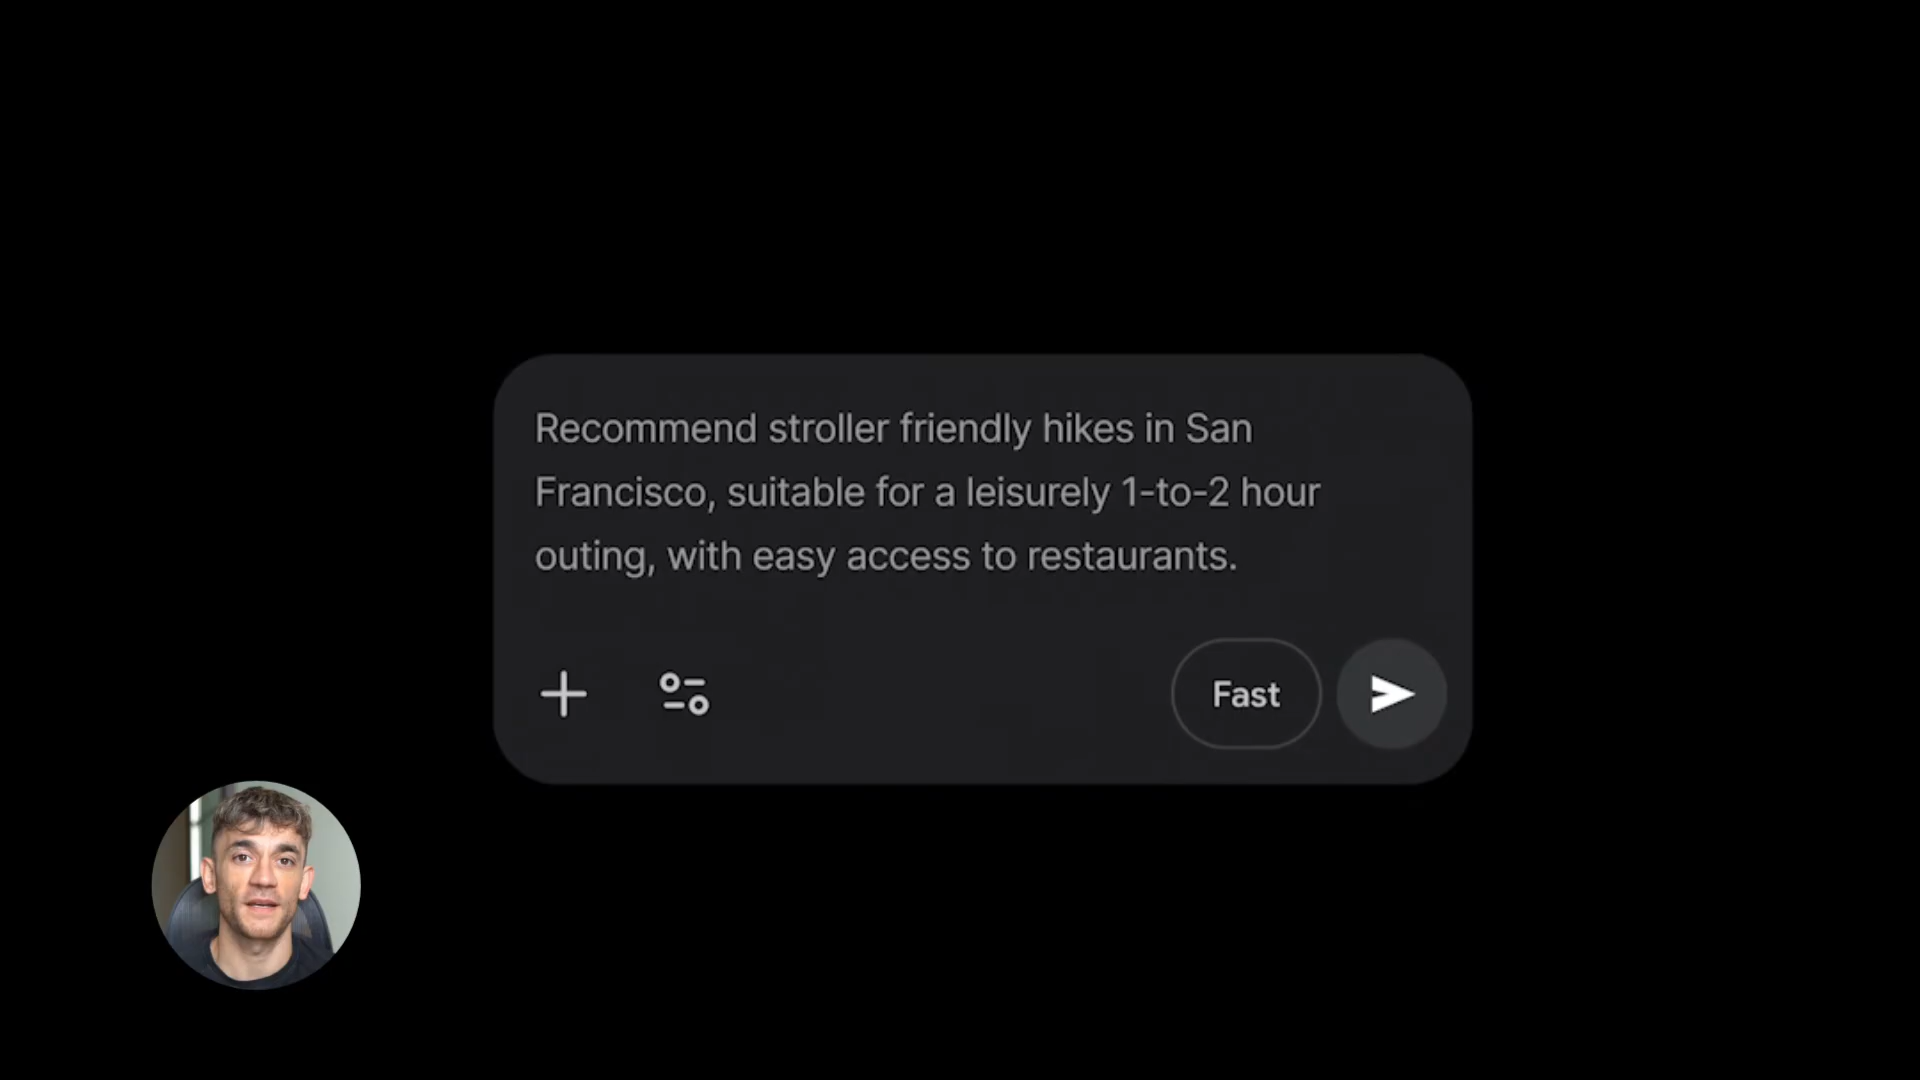 Recommend stroller friendly hikes in San
Francisco, suitable for a leisurely 1-to-2 hour
outing, with easy access to restaurants.
Fast